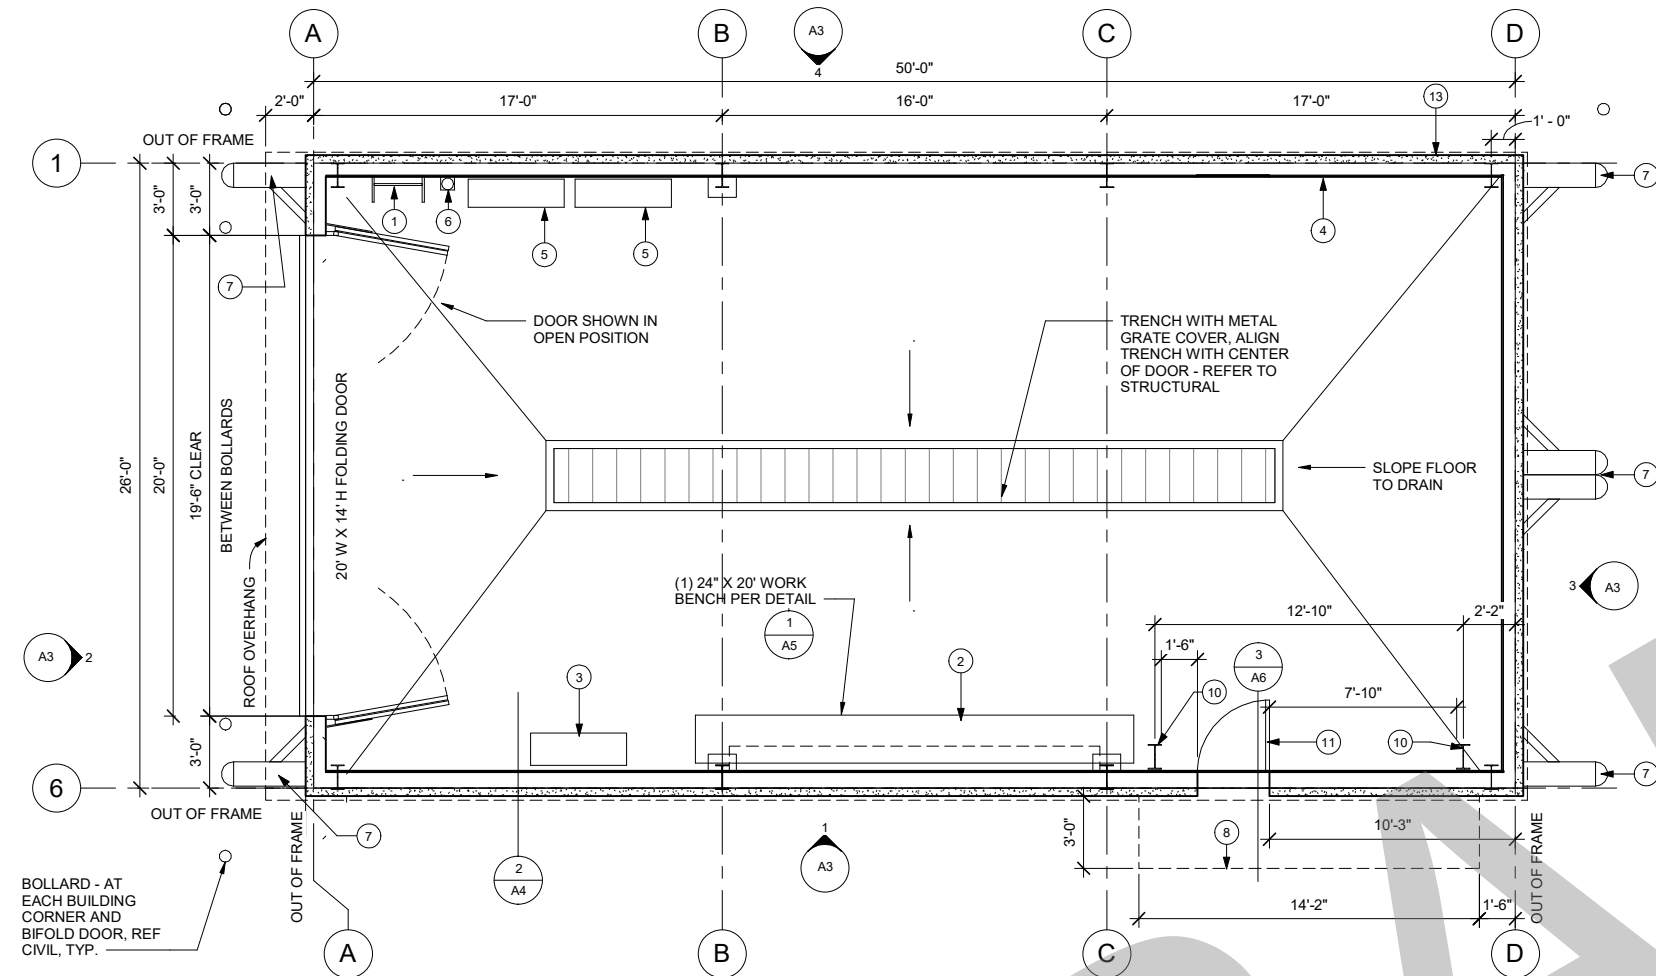 A
B
C
D
A3
4
50'-0"
2'-0"
17'-0"
16'-0"
17'-0"
13
1' - 0"
OUT OF FRAME
1
7
3'-0"
3'-0"
1
6
5
5
4
7
DOOR SHOWN IN
OPEN POSITION
TRENCH WITH METAL
GRATE COVER, ALIGN
TRENCH WITH CENTER
OF DOOR - REFER TO
STRUCTURAL
26'-0"
20'-0"
19'-6" CLEAR
BETWEEN BOLLARDS
ROOF OVERHANG
20' W X 14' H FOLDING DOOR
SLOPE FLOOR
TO DRAIN
7
(1) 24" X 20' WORK
BENCH PER DETAIL
1
A5
3
A3
12'-10"
2'-2"
1'-6"
3
A6
7'-10"
A3
2
3
2
10
11
10
3'-0"
6
7
OUT OF FRAME
7
OUT OF FRAME
1
A3
2
A4
3'-0"
8
10'-3"
OUT OF FRAME
14'-2"
1'-6"
BOLLARD - AT
EACH BUILDING
CORNER AND
BIFOLD DOOR, REF
CIVIL, TYP.
A
B
C
D